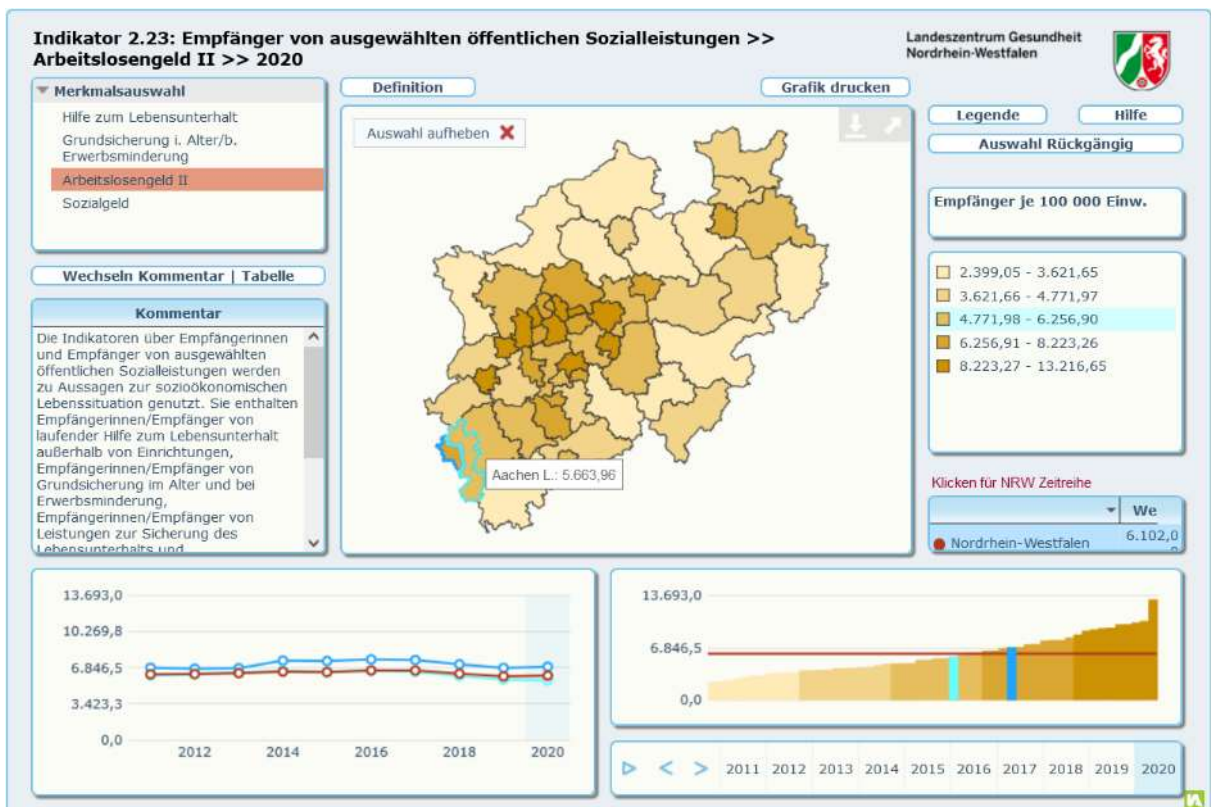 Indikator 2.23: Empfänger von ausgewählten öffentlichen Sozialleistungen >>
Arbeitslosengeld II >> 2020
Landeszentrum Gesundheit
Nordrhein-Westfalen
Merkmalsauswahl
Hilfe zum Lebensunterhalt
Grundsicherung i. Alter/b.
Erwerbsminderung
Arbeitslosengeld II
Sozialgeld
Wechseln Kommentar | Tabelle
Kommentar
Die Indikatoren über Empfängerinnen
und Empfänger von ausgewählten
öffentlichen Sozialleistungen werden
zu Aussagen zur sozioökonomischen
Lebenssituation genutzt. Sie enthalten
Empfängerinnen/Empfänger von
laufender Hilfe zum Lebensunterhalt
außerhalb von Einrichtungen,
Empfängerinnen/Empfänger von
Grundsicherung im Alter und bei
Erwerbsminderung,
Empfängerinnen/Empfänger von
Leistungen zur Sicherung des
Lebensunterhalts und
Definition
Grafik drucken
Auswahl aufheben
Aachen L.: 5.663,96
Legende
Hilfe
Auswahl Rückgängig
Empfänger je 100 000 Einw.
2.399,05 - 3.621,65
3.621,66 - 4.771,97
4.771,98 - 6.256,90
6.256,91 - 8.223,26
8.223,27 - 13.216,65
Klicken für NRW Zeitreihe
We
Nordrhein-Westfalen 6.102,0
13.693,0
10.269,8
6.846,5
3.423,3
0,0
2012 2014 2016 2018 2020
13.693,0
6.846,5
0,0
2011 2012 2013 2014 2015 2016 2017 2018 2019 2020